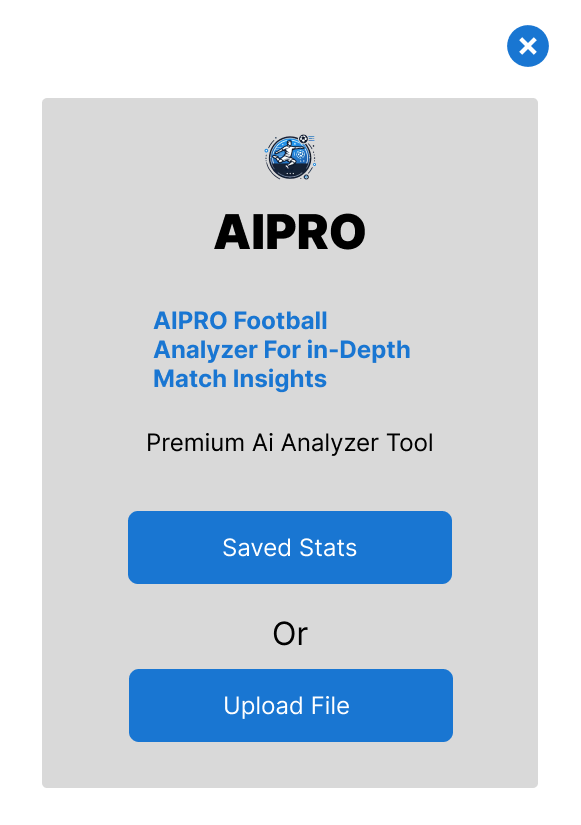 AIPRO
AIPRO Football
Analyzer For in-Depth
Match Insights
Premium Ai Analyzer Tool
Saved Stats
Or
Upload File